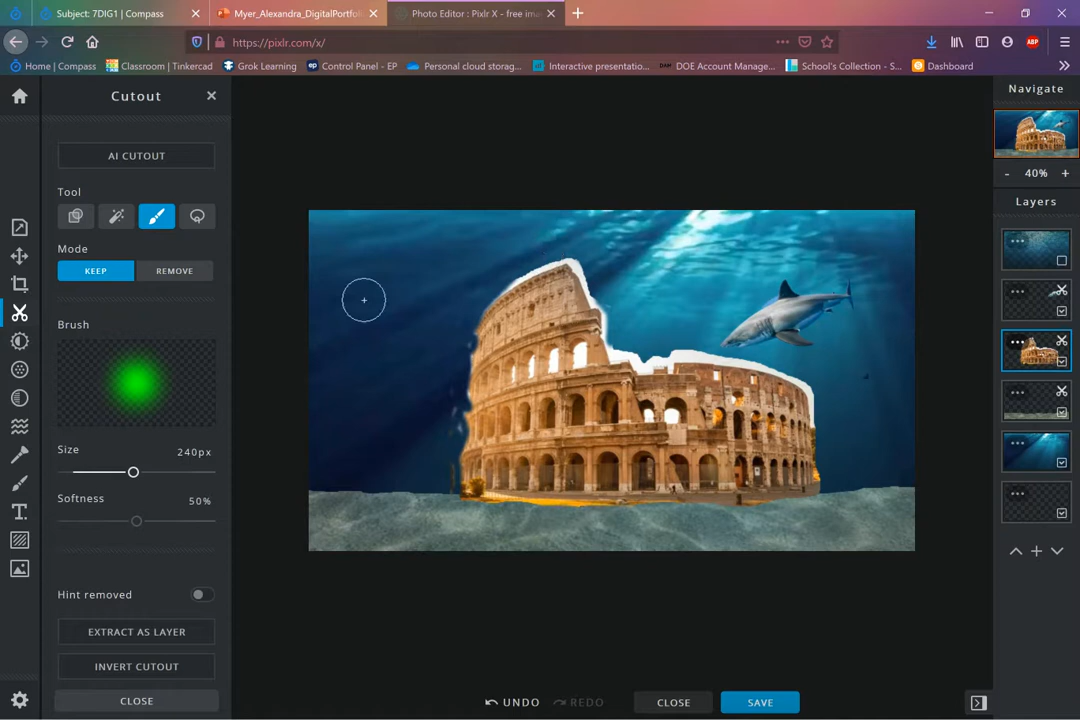 Subject: 7DIG1 | Compass
Myer_Alexandra_DigitalPortfoli
Photo Editor : Pixlr X - free ima
https://pixlr.com/x/
ABP
Home | Compass
Classroom | Tinkercad
Grok Learning
ep Control Panel - EP
Personal cloud storag...
Interactive presentatio...
DOE Account Manage...
School's Collection - S...
Dashboard
Cutout
Navigate
AI CUTOUT
Tool
- 40% +
Layers
Mode
KEEP REMOVE
Brush
Size 240px
Softness 50%
Hint removed
EXTRACT AS LAYER
INVERT CUTOUT
CLOSE
UNDO REDO CLOSE SAVE